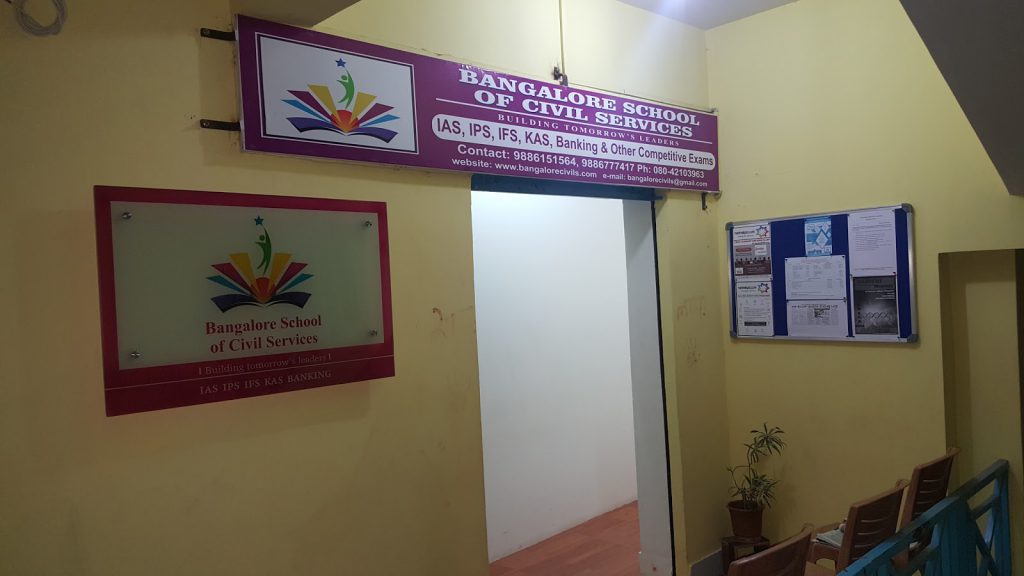 BANGALORE SCHOOL
OF CIVIL SERVICES
BUILDING TOMORROW'S LEADERS
IAS, IPS, IFS, KAS, Banking & Other Competitive Exams
Contact: 9886151564, 9886777417 Ph: 080-42103963
website: www.bangalorecivils.com e-mail: bangalorecivils@gmail.com
Bangalore School
of Civil Services
I Building tomorrow's leaders I
IAS IPS IFS KAS BANKING